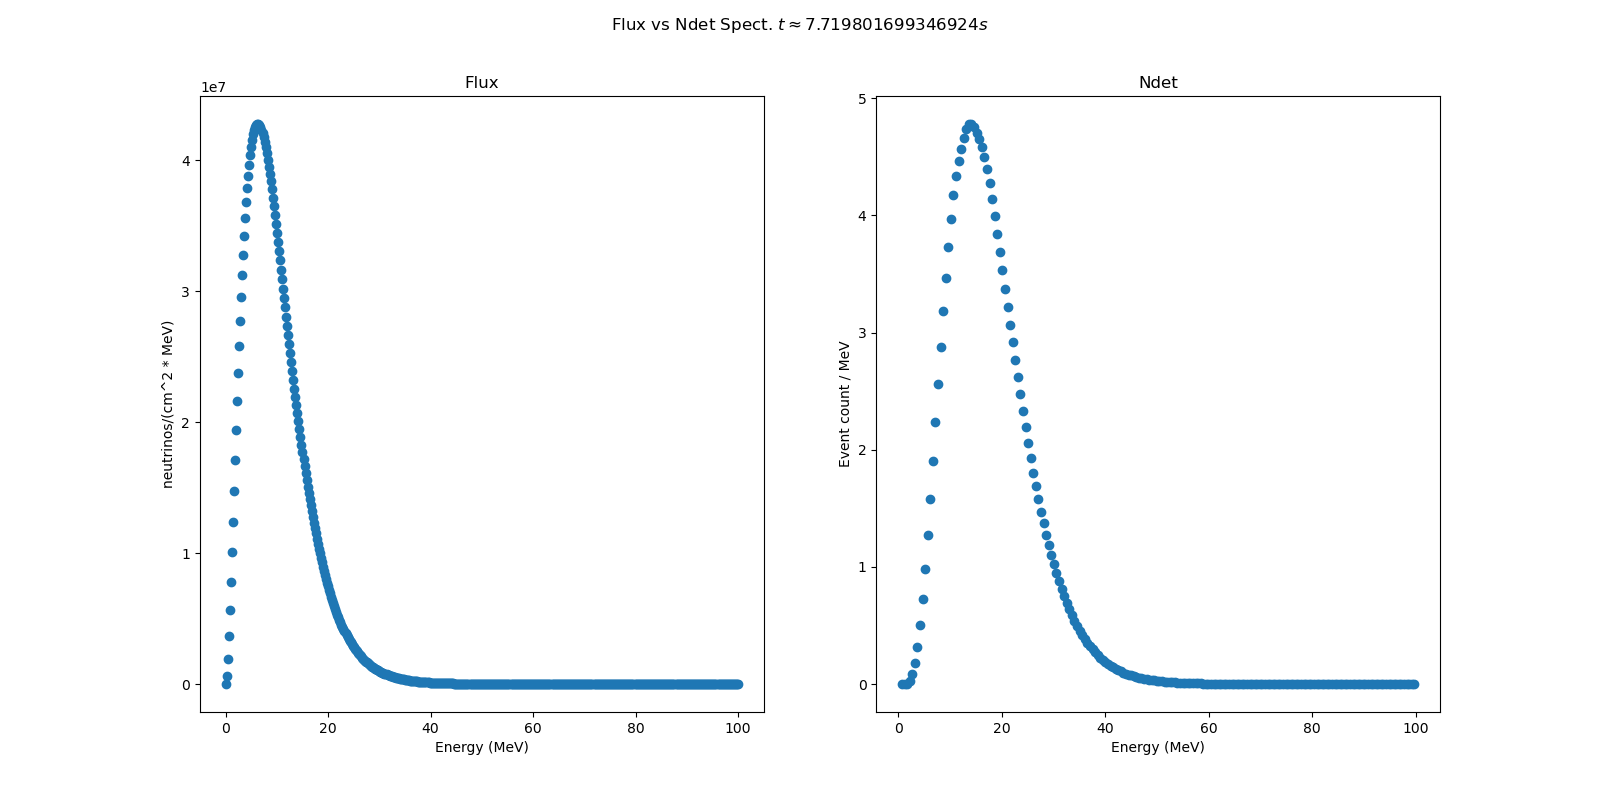 Flux vs Ndet Spect. t ≈ 7.719801699346924s
Flux
1e7
4
3
2
1
0
neutrinos/(cm^2 * MeV)
0 20 40 60 80 100
Energy (MeV)
Ndet
5
4
3
2
1
0
Event count / MeV
0 20 40 60 80 100
Energy (MeV)